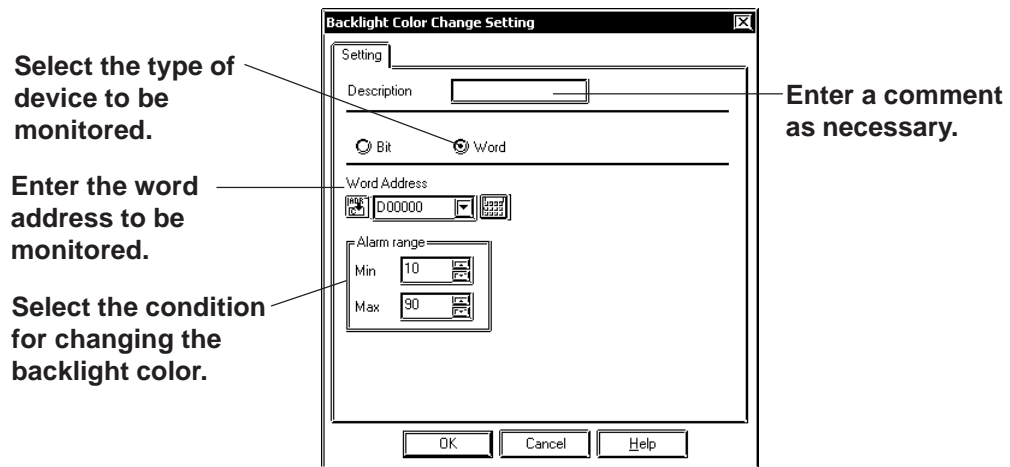 Backlight Color Change Setting
Setting
Select the type of
device to be
monitored.
Description
Enter a comment
as necessary.
Bit
Word
Enter the word
address to be
monitored.
Word Address
D00000
Alarm range
Min 10
Max 90
Select the condition
for changing the
backlight color.
OK
Cancel
Help